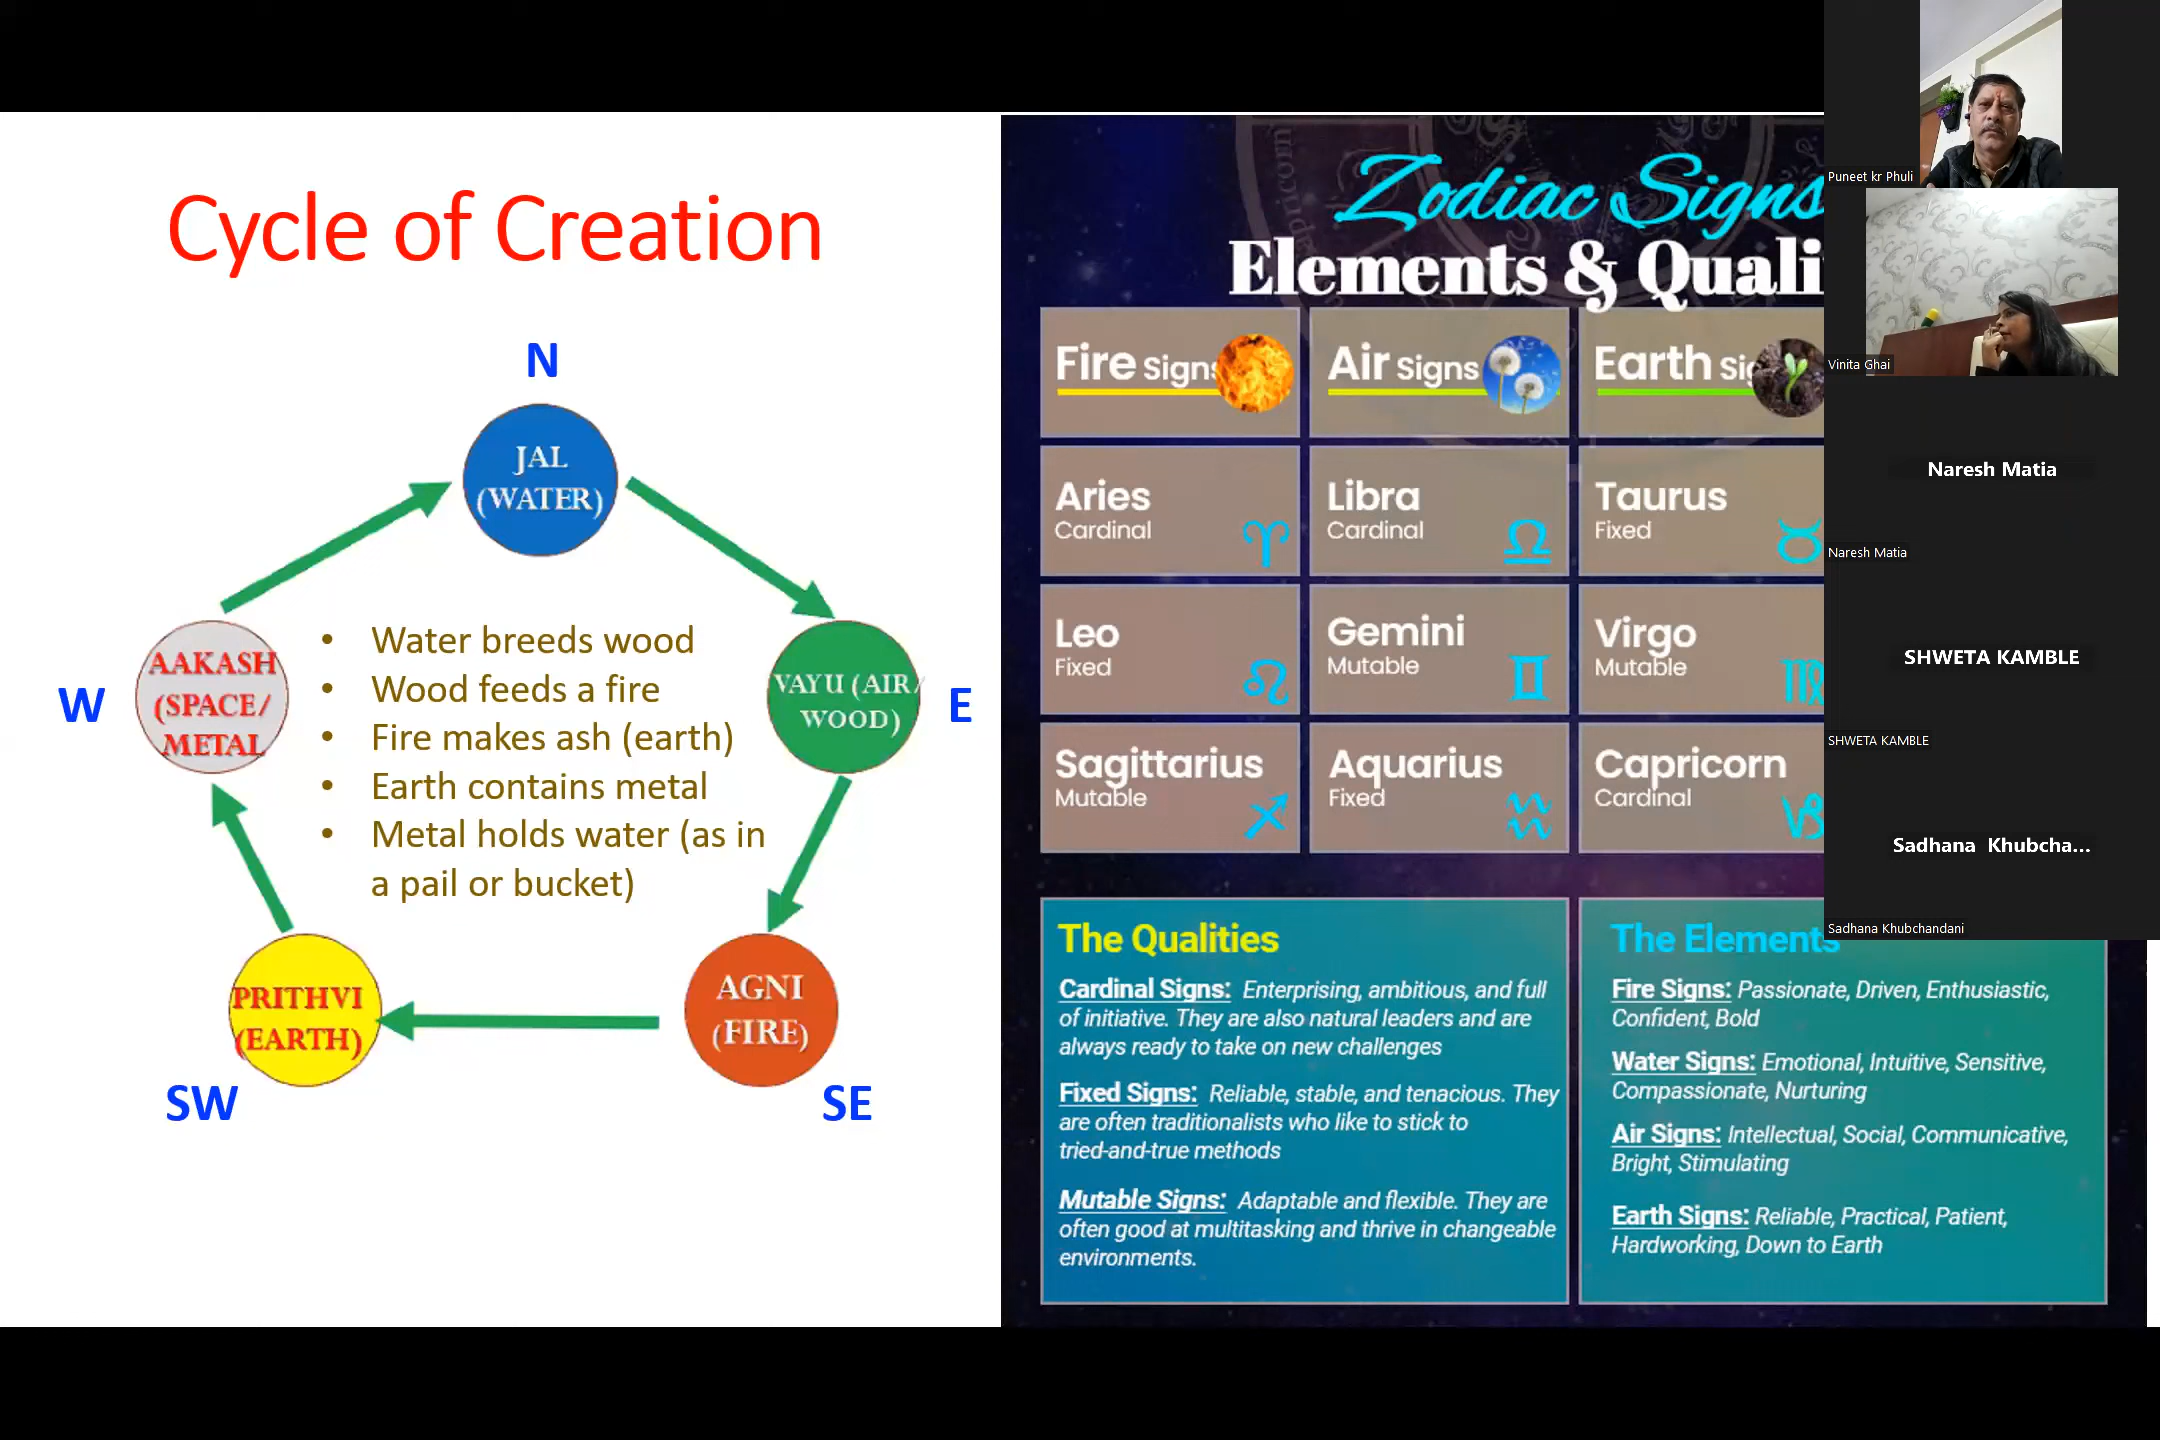 Cycle of Creation
N
JAL
(WATER)
W
AAKASH
(SPACE/
METAL
VAYU (AIR/
WOOD)
E
• Water breeds wood
• Wood feeds a fire
• Fire makes ash (earth)
• Earth contains metal
• Metal holds water (as in
a pail or bucket)
PRITHVI
(EARTH)
SW
AGNI
(FIRE)
SE
Zodiac Signs
Elements & Quali
Fire Signs
Air Signs
Earth Sig
Aries
Cardinal
Libra
Cardinal
Taurus
Fixed
Leo
Fixed
Gemini
Mutable
Virgo
Mutable
Sagittarius
Mutable
Aquarius
Fixed
Capricorn
Cardinal
The Qualities
Cardinal Signs: Enterprising, ambitious, and full
of initiative. They are also natural leaders and are
always ready to take on new challenges
Fixed Signs: Reliable, stable, and tenacious. They
are often traditionalists who like to stick to
tried-and-true methods
Mutable Signs: Adaptable and flexible. They are
often good at multitasking and thrive in changeable
environments.
The Elements
Fire Signs: Passionate, Driven, Enthusiastic,
Confident, Bold
Water Signs: Emotional, Intuitive, Sensitive,
Compassionate, Nurturing
Air Signs: Intellectual, Social, Communicative,
Bright, Stimulating
Earth Signs: Reliable, Practical, Patient,
Hardworking, Down to Earth
Puneet kr Phuli
Vinita Ghai
Naresh Matia
Naresh Matia
SHWETA KAMBLE
SHWETA KAMBLE
Sadhana Khubcha...
Sadhana Khubchandani